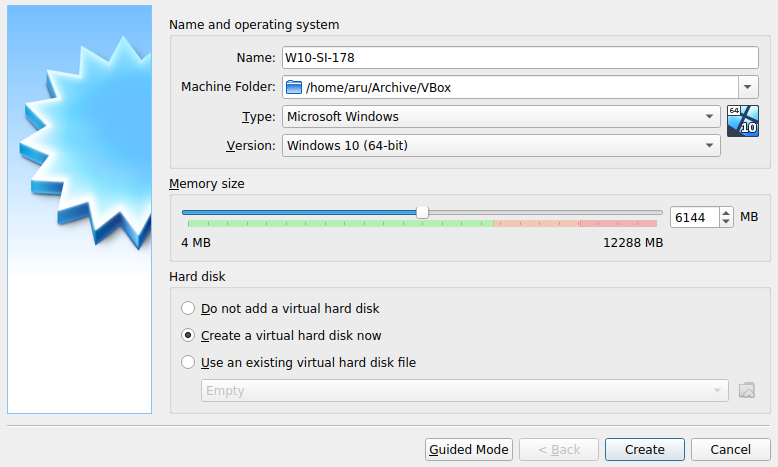 Name and operating system
Name: W10-SI-178
Machine Folder: /home/aru/Archive/VBox
Type: Microsoft Windows
64
10
Version: Windows 10 (64-bit)
Memory size
6144 MB
4 MB 12288 MB
Hard disk
Do not add a virtual hard disk
Create a virtual hard disk now
Use an existing virtual hard disk file
Empty
Guided Mode < Back Create Cancel